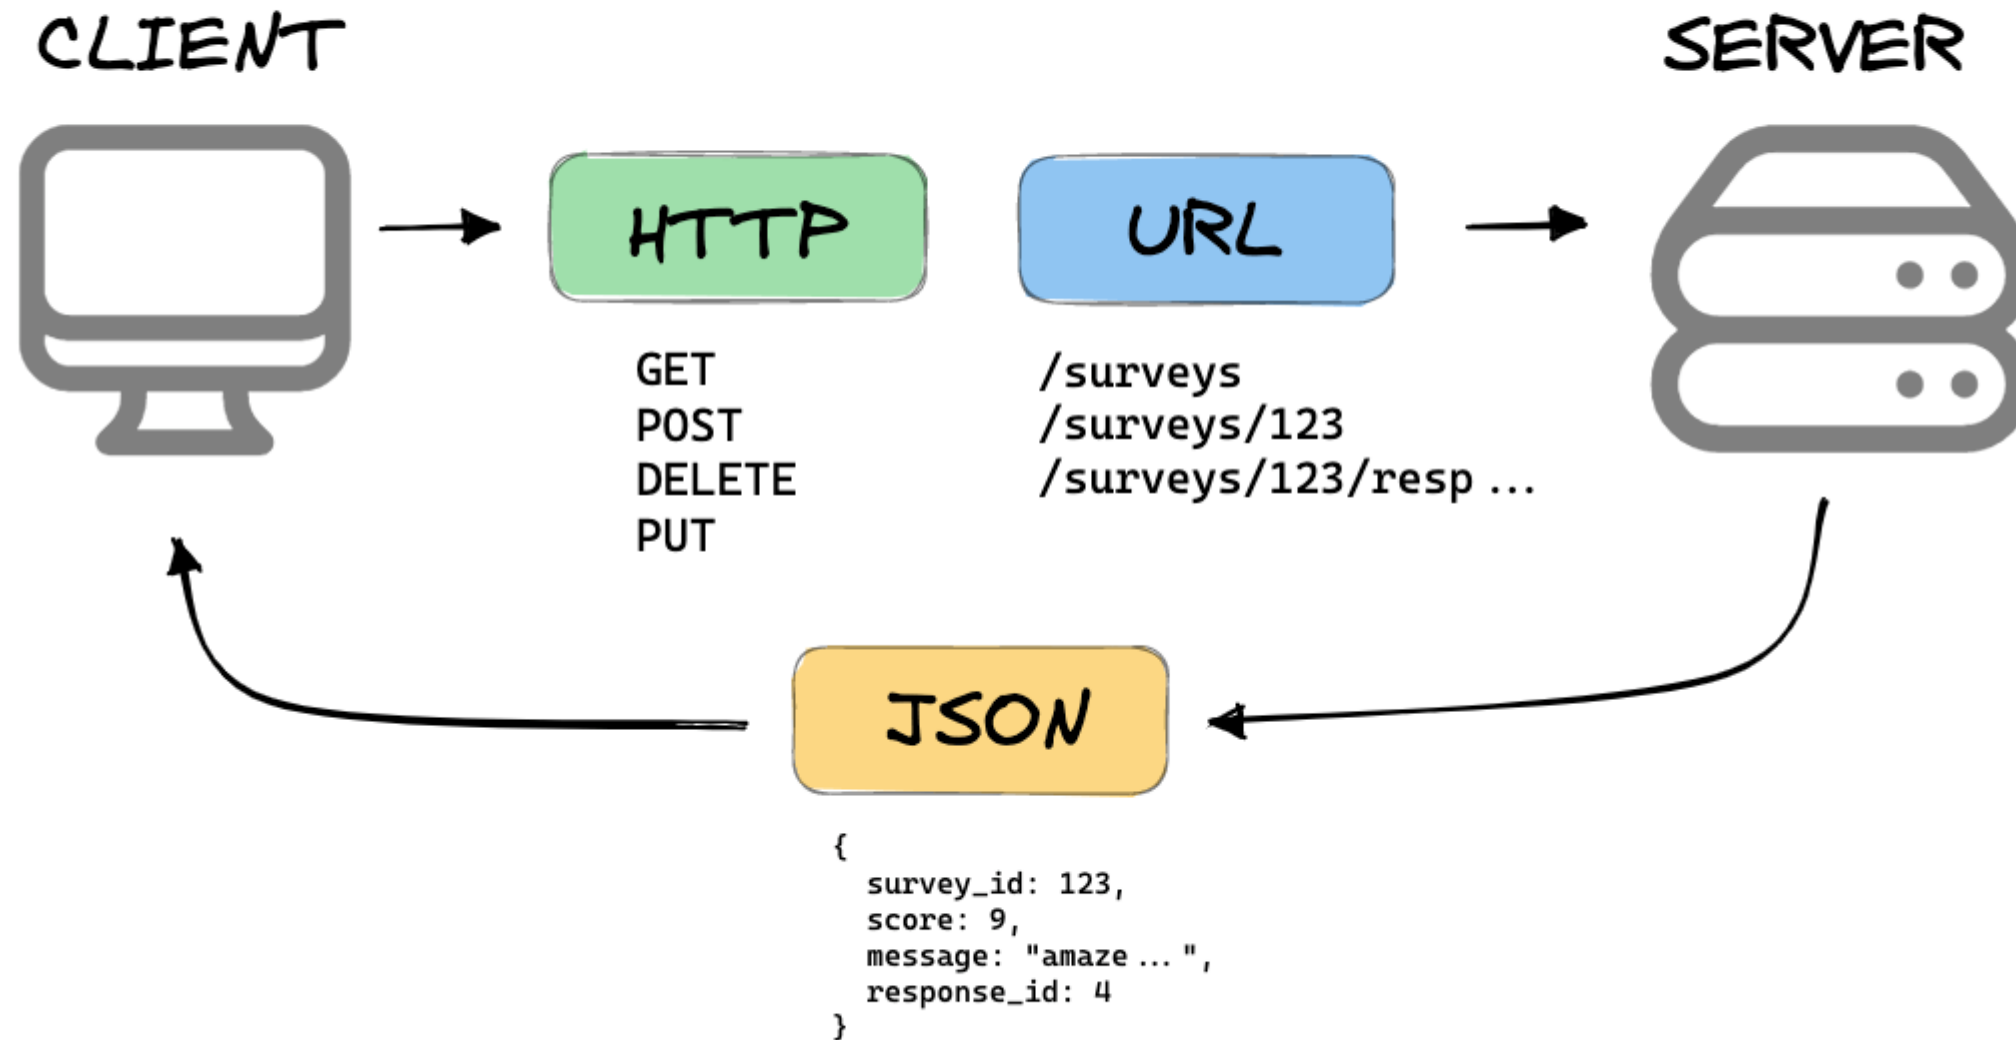 CLIENT
SERVER
HTTP
URL
GET
POST
DELETE
PUT
/surveys
/surveys/123
/surveys/123/resp...
JSON
{
  survey_id: 123,
  score: 9,
  message: "amaze...",
  response_id: 4
}